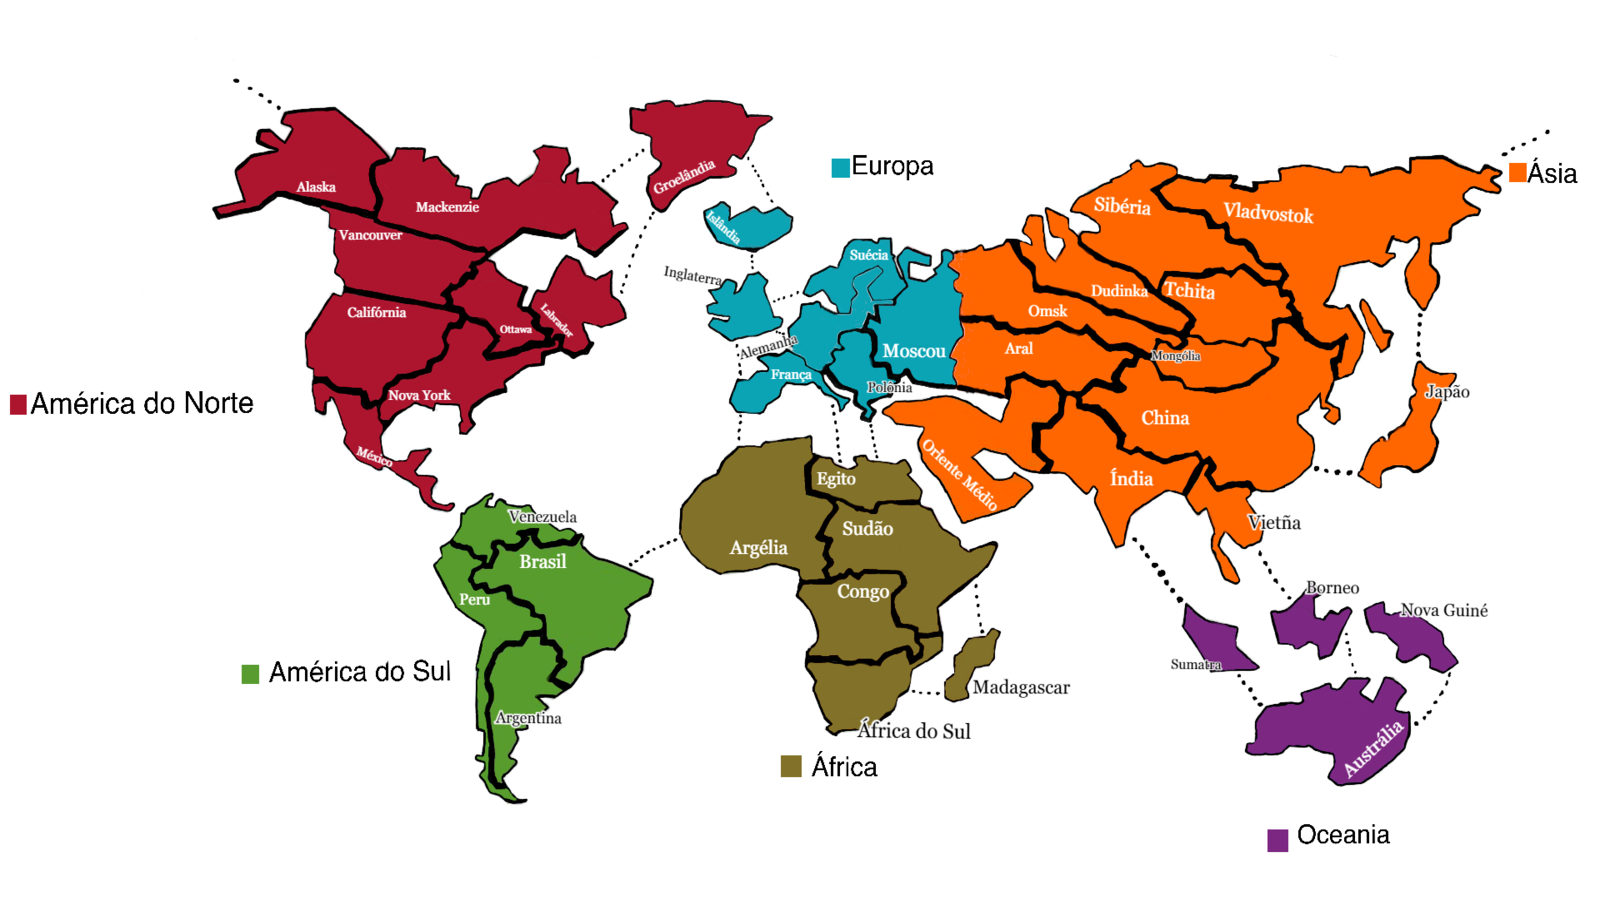 Alaska
Mackenzie
Groelândia
Vancouver
Califórnia
Ottawa
Labrador
Nova York
México
América do Norte
Venezuela
Brasil
Peru
Argentina
América do Sul
Europa
Islândia
Inglaterra
Suécia
Alemanha
Moscou
França
Polônia
Egito
Sudão
Argélia
Congo
Madagascar
África do Sul
África
Ásia
Sibéria
Vladvostok
Dudinka
Tchita
Omsk
Aral
Mongólia
Japão
China
Oriente Médio
Índia
Vietña
Borneo
Nova Guiné
Sumatra
Austrália
Oceania